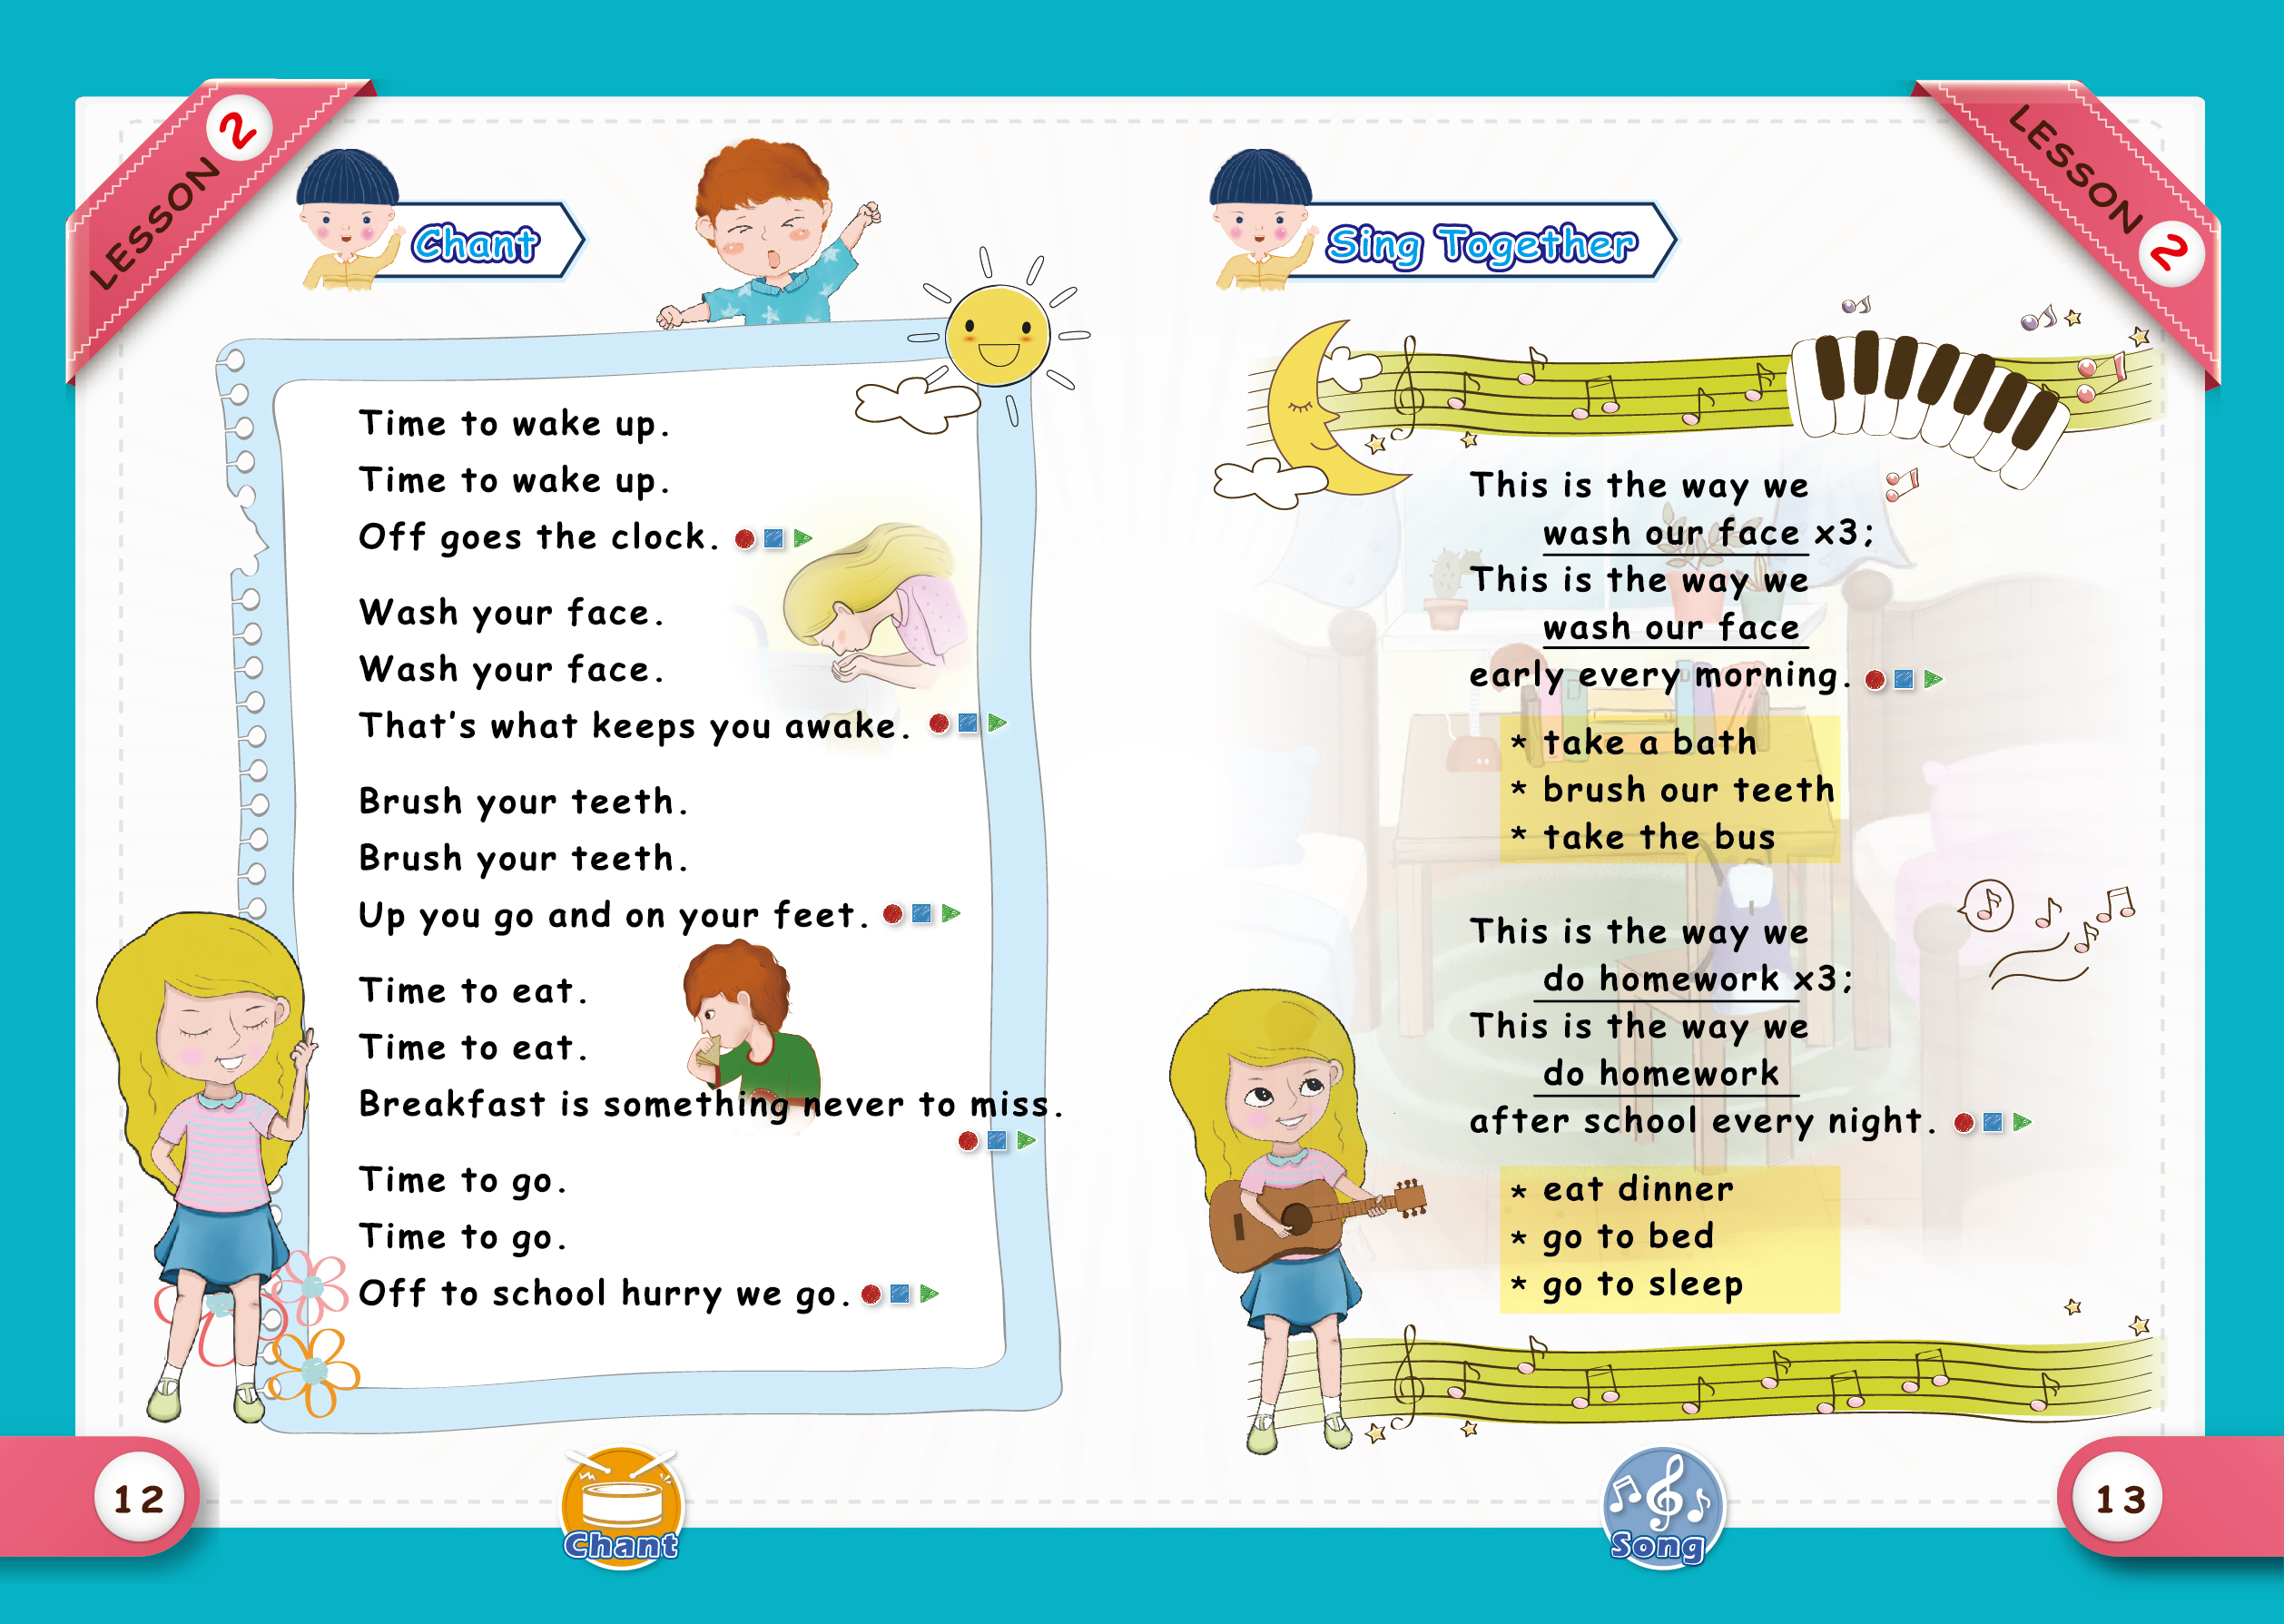 LESSON 2
Chant
Time to wake up.
Time to wake up.
Off goes the clock.
Wash your face.
Wash your face.
That's what keeps you awake.
Brush your teeth.
Brush your teeth.
Up you go and on your feet.
Time to eat.
Time to eat.
Breakfast is something never to miss.
Time to go.
Time to go.
Off to school hurry we go.
12
Chant
LESSON 2
Sing Together
This is the way we
wash our face x3;
This is the way we
wash our face
early every morning.
* take a bath
* brush our teeth
* take the bus
This is the way we
do homework x3;
This is the way we
do homework
after school every night.
* eat dinner
* go to bed
* go to sleep
Song
13